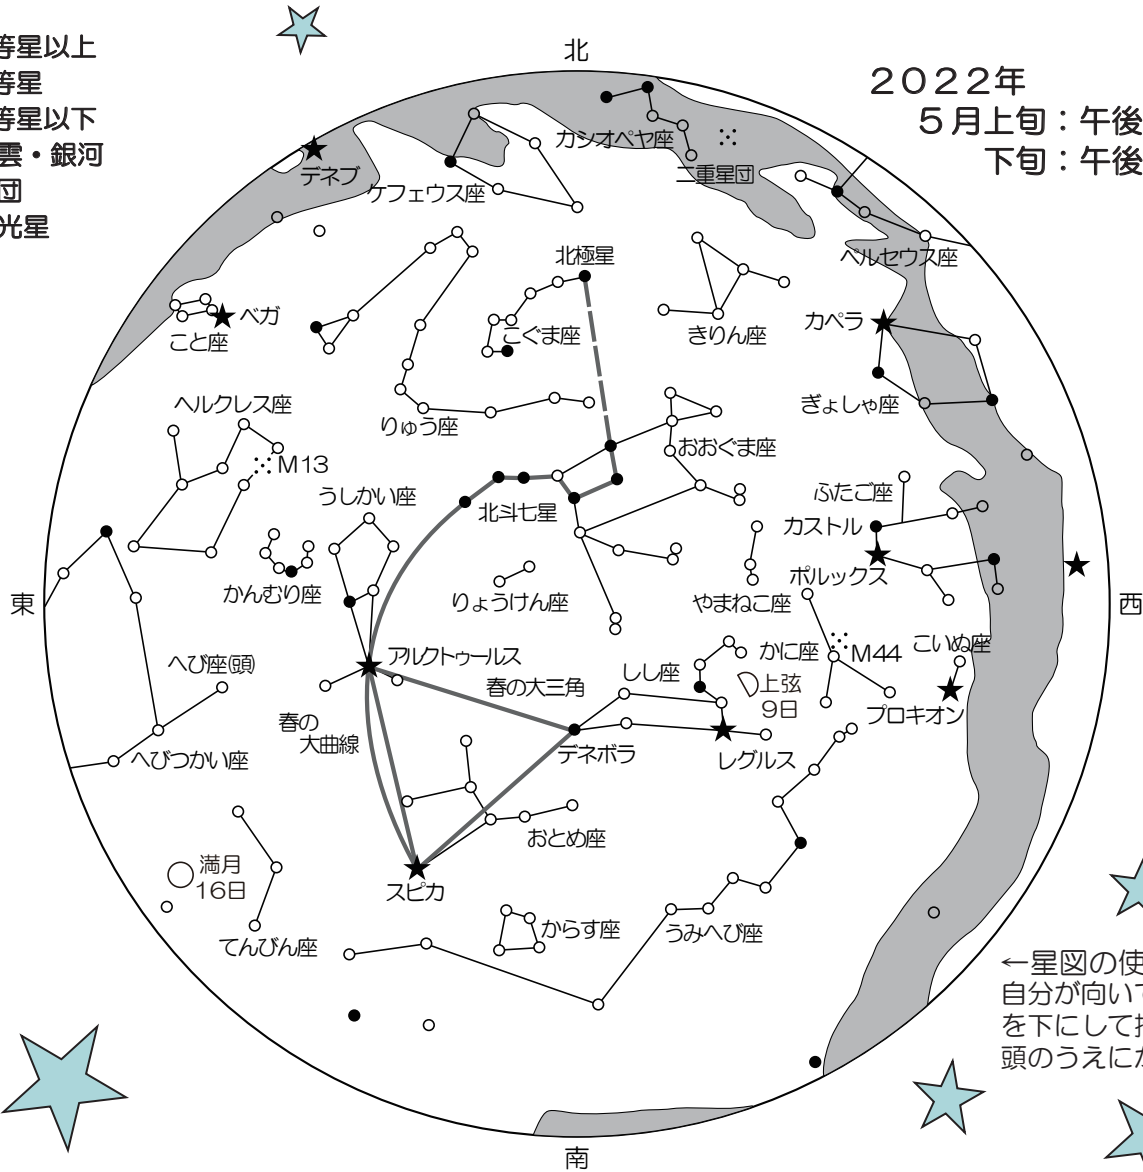 等星以上
等星
等星以下
雲・銀河
団
光星
北
2022年
5月上旬：午後
下旬：午後
デネブ
ケフェウス座
カシオペヤ座
二重星団
ペルセウス座
北極星
ベガ
こと座
こぐま座
きりん座
カペラ
ぎょしゃ座
ヘルクレス座
M13
りゅう座
おおぐま座
うしかい座
北斗七星
ふたご座
カストル
ポルックス
かんむり座
りょうけん座
やまねこ座
東
西
へび座(頭)
アルクトゥールス
春の大三角
しし座
上弦
9日
かに座
M44
こいぬ座
プロキオン
春の
大曲線
へびつかい座
デネボラ
レグルス
おとめ座
満月
16日
スピカ
てんびん座
からす座
うみへび座
←星図の使
自分が向いて
を下にして
頭のうえに
南